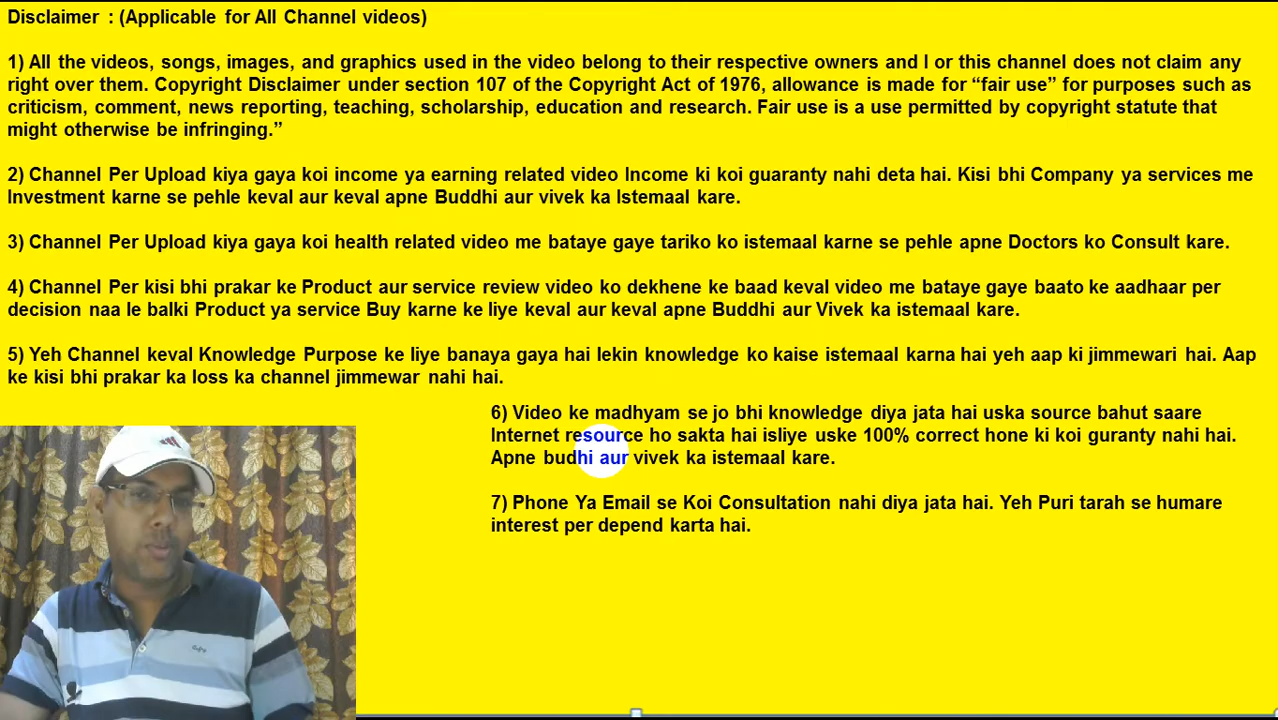 Disclaimer : (Applicable for All Channel videos)
1) All the videos, songs, images, and graphics used in the video belong to their respective owners and I or this channel does not claim any
right over them. Copyright Disclaimer under section 107 of the Copyright Act of 1976, allowance is made for “fair use” for purposes such as
criticism, comment, news reporting, teaching, scholarship, education and research. Fair use is a use permitted by copyright statute that
might otherwise be infringing.”
2) Channel Per Upload kiya gaya koi income ya earning related video Income ki koi guaranty nahi deta hai. Kisi bhi Company ya services me
Investment karne se pehle keval aur keval apne Buddhi aur vivek ka Istemaal kare.
3) Channel Per Upload kiya gaya koi health related video me bataye gaye tariko ko istemaal karne se pehle apne Doctors ko Consult kare.
4) Channel Per kisi bhi prakar ke Product aur service review video ko dekhene ke baad keval video me bataye gaye baato ke aadhaar per
decision naa le balki Product ya service Buy karne ke liye keval aur keval apne Buddhi aur Vivek ka istemaal kare.
5) Yeh Channel keval Knowledge Purpose ke liye banaya gaya hai lekin knowledge ko kaise istemaal karna hai yeh aap ki jimmewari hai. Aap
ke kisi bhi prakar ka loss ka channel jimmewar nahi hai.
6) Video ke madhyam se jo bhi knowledge diya jata hai uska source bahut saare
Internet resource ho sakta hai isliye uske 100% correct hone ki koi guranty nahi hai.
Apne budhi aur vivek ka istemaal kare.
7) Phone Ya Email se Koi Consultation nahi diya jata hai. Yeh Puri tarah se humare
interest per depend karta hai.